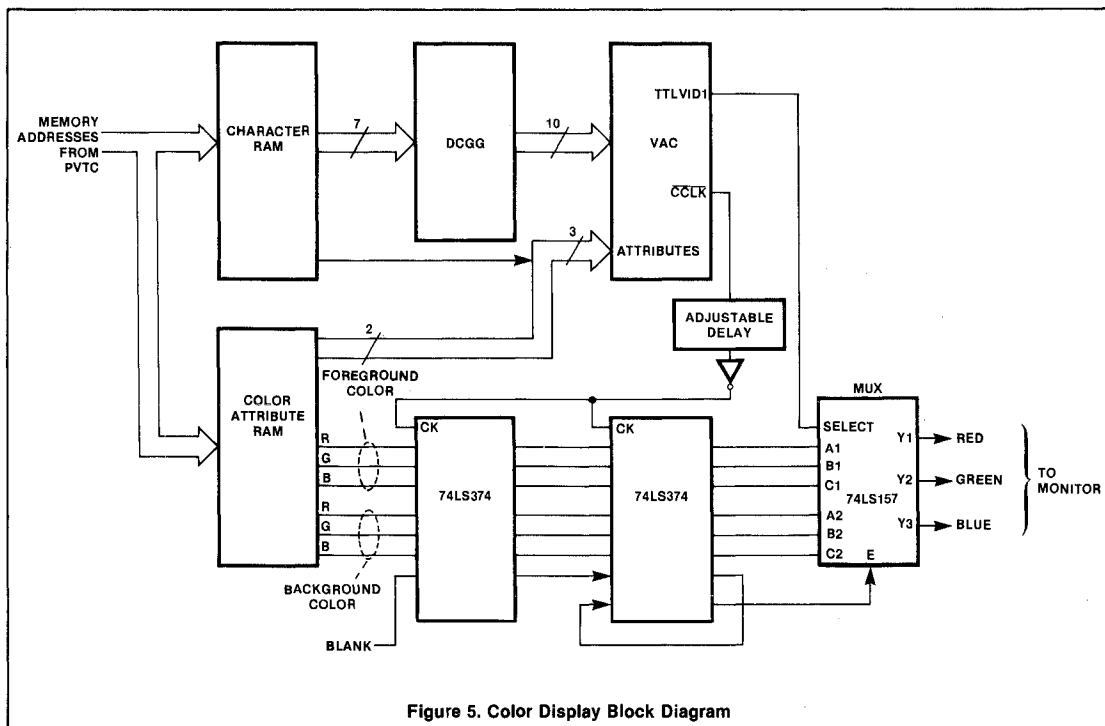 MEMORY
ADDRESSES
FROM
PVTC
CHARACTER
RAM
7
DCGG
10
TTLVID1
VAC
CCLK
3
ATTRIBUTES
ADJUSTABLE
DELAY
2
FOREGROUND
COLOR
COLOR
ATTRIBUTE
RAM
R
G
B
R
G
B
BACKGROUND
COLOR
BLANK
CK
74LS374
CK
74LS374
MUX
SELECT
A1
B1
C1
74LS157
A2
B2
C2
E
Y1
Y2
Y3
RED
GREEN
BLUE
TO
MONITOR
Figure 5. Color Display Block Diagram